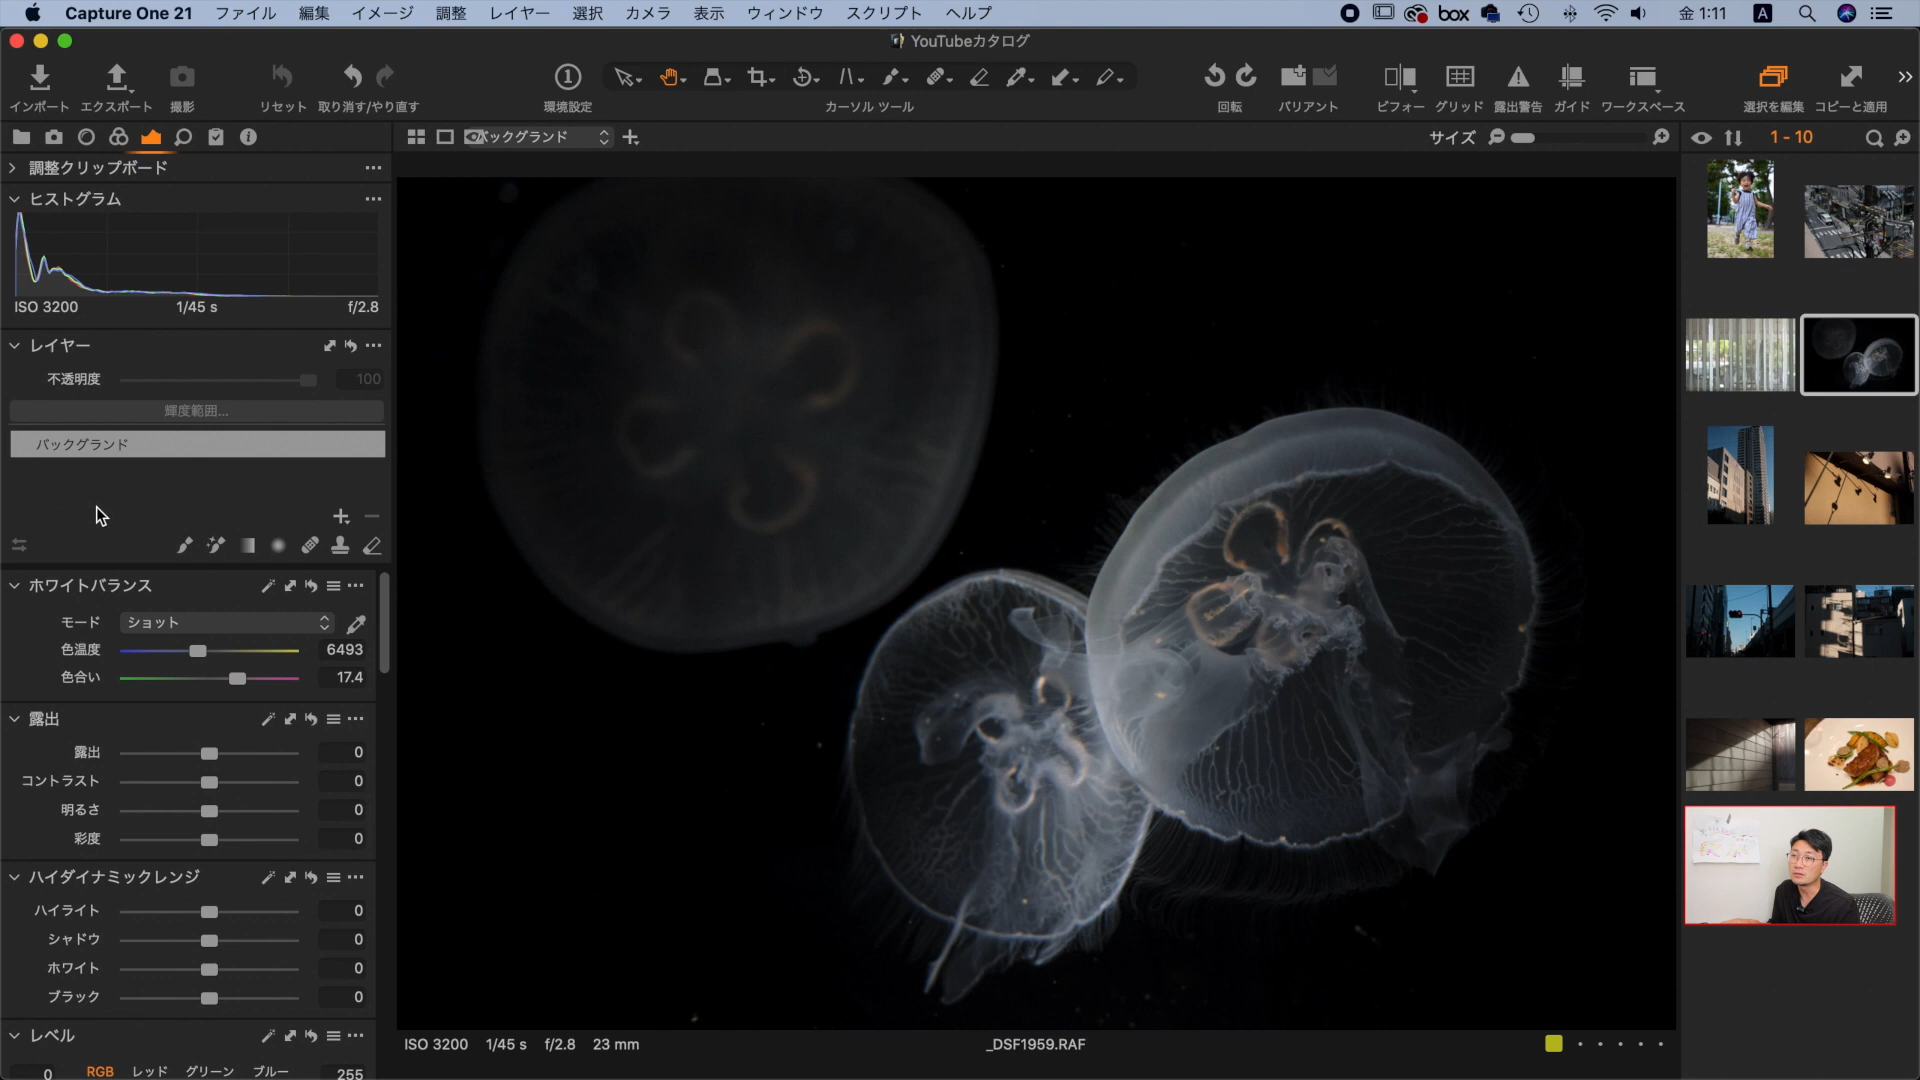 Capture One 21 ファイル 編集 イメージ 調整 レイヤー 選択 カメラ 表示 ウィンドウ スクリプト ヘルプ box 金 1:11 A
YouTubeカタログ
インポート エクスポート 撮影 リセット 取り消す/やり直す 1 環境設定 カーソル ツール 回転 バリアント ビフォー グリッド 露出警告 ガイド ワークスペース 選択を編集 コピーと適用
バックグランド サイズ 1 - 10
調整クリップボード
ヒストグラム
ISO 3200 1/45 s f/2.8
レイヤー
不透明度 100
輝度範囲...
バックグランド
ホワイトバランス
モード ショット
色温度 6493
色合い 17.4
露出
露出 0
コントラスト 0
明るさ 0
彩度 0
ハイダイナミックレンジ
ハイライト 0
シャドウ 0
ホワイト 0
ブラック 0
レベル
0 RGB レッド グリーン ブルー 255
ISO 3200 1/45 s f/2.8 23 mm _DSF1959.RAF